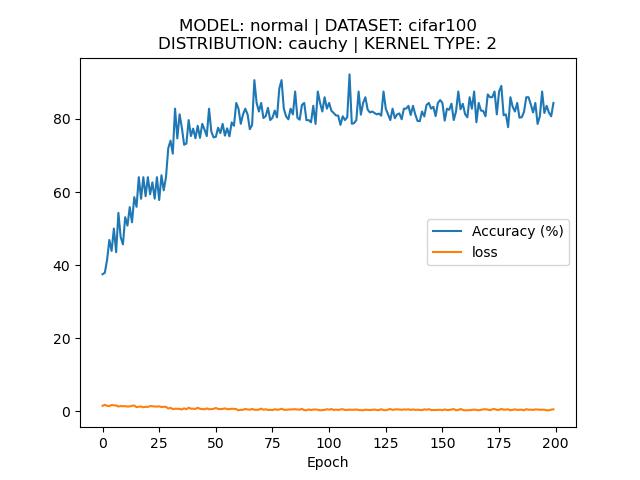 MODEL: normal | DATASET: cifar100
DISTRIBUTION: cauchy | KERNEL TYPE: 2
80
60
40
20
0
Accuracy (%)
loss
0 25 50 75 100 125 150 175 200
Epoch